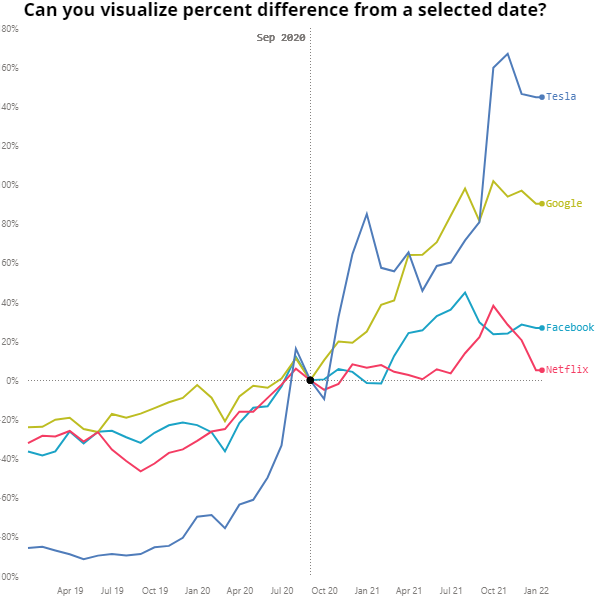 Can you visualize percent difference from a selected date?
80%
Sep 2020
60%
Tesla
40%
20%
00%
Google
80%
60%
40%
20%
Facebook
0%
Netflix
20%
40%
60%
80%
00%
Apr 19 Jul 19 Oct 19 Jan 20 Apr 20 Jul 20 Oct 20 Jan 21 Apr 21 Jul 21 Oct 21 Jan 22